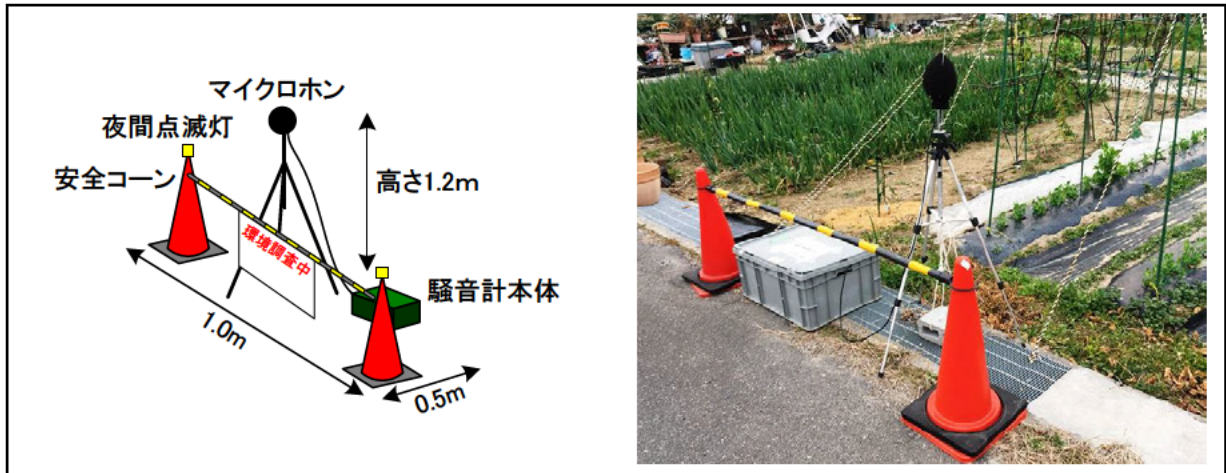 マイクロホン
夜間点滅灯
安全コーン
高さ1.2m
環境調査中
騒音計本体
1.0m
0.5m